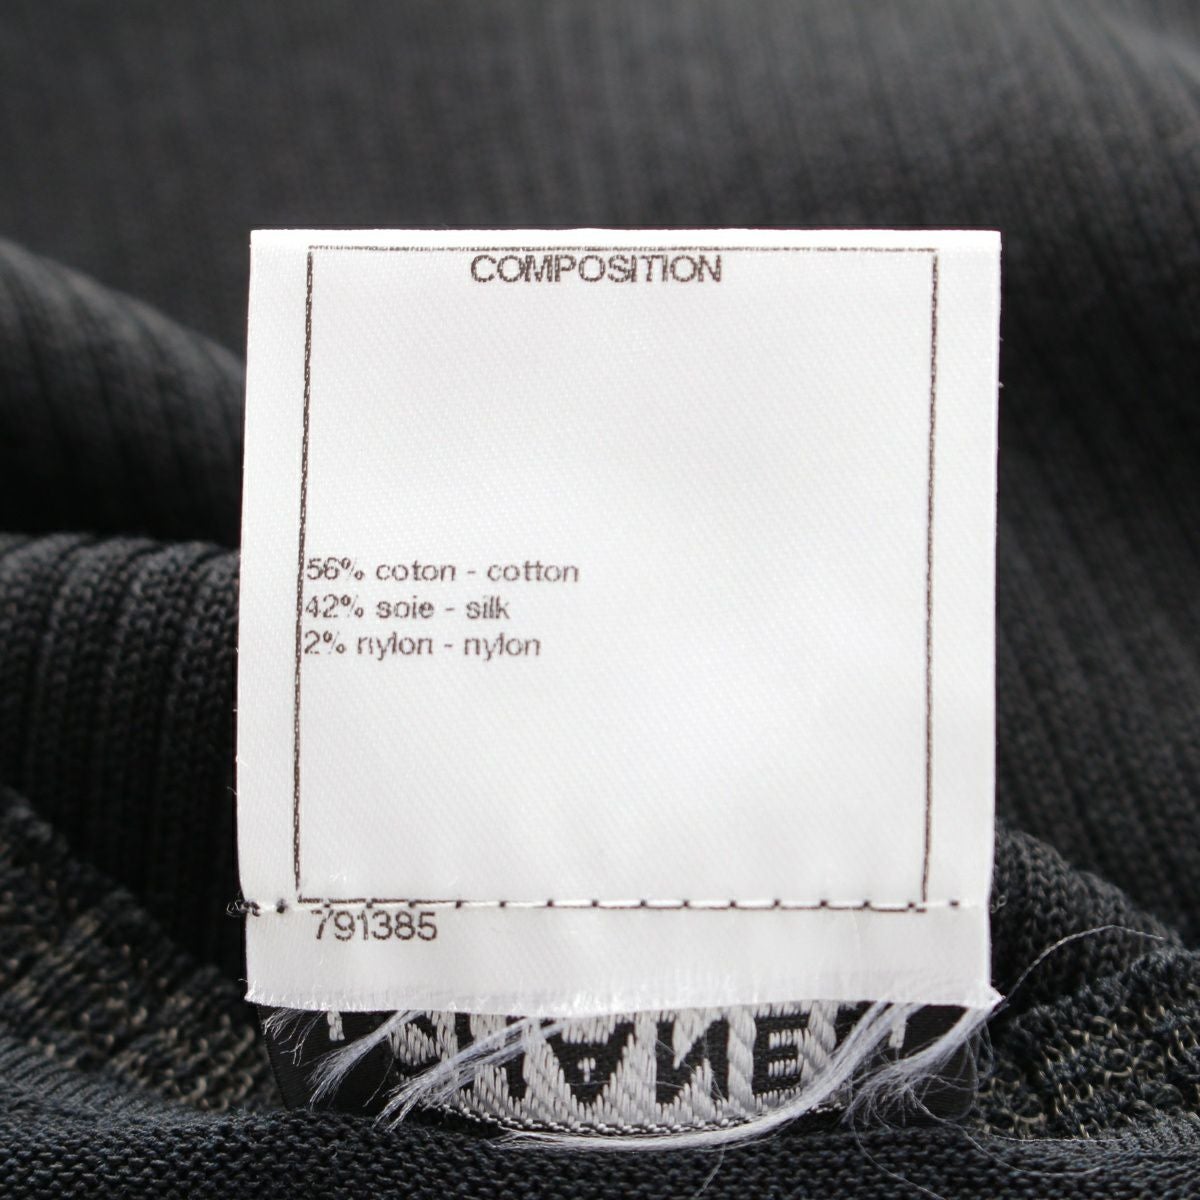 COMPOSITION
56% coton - cotton
42% soie - silk
2% nylon - nylon
791385